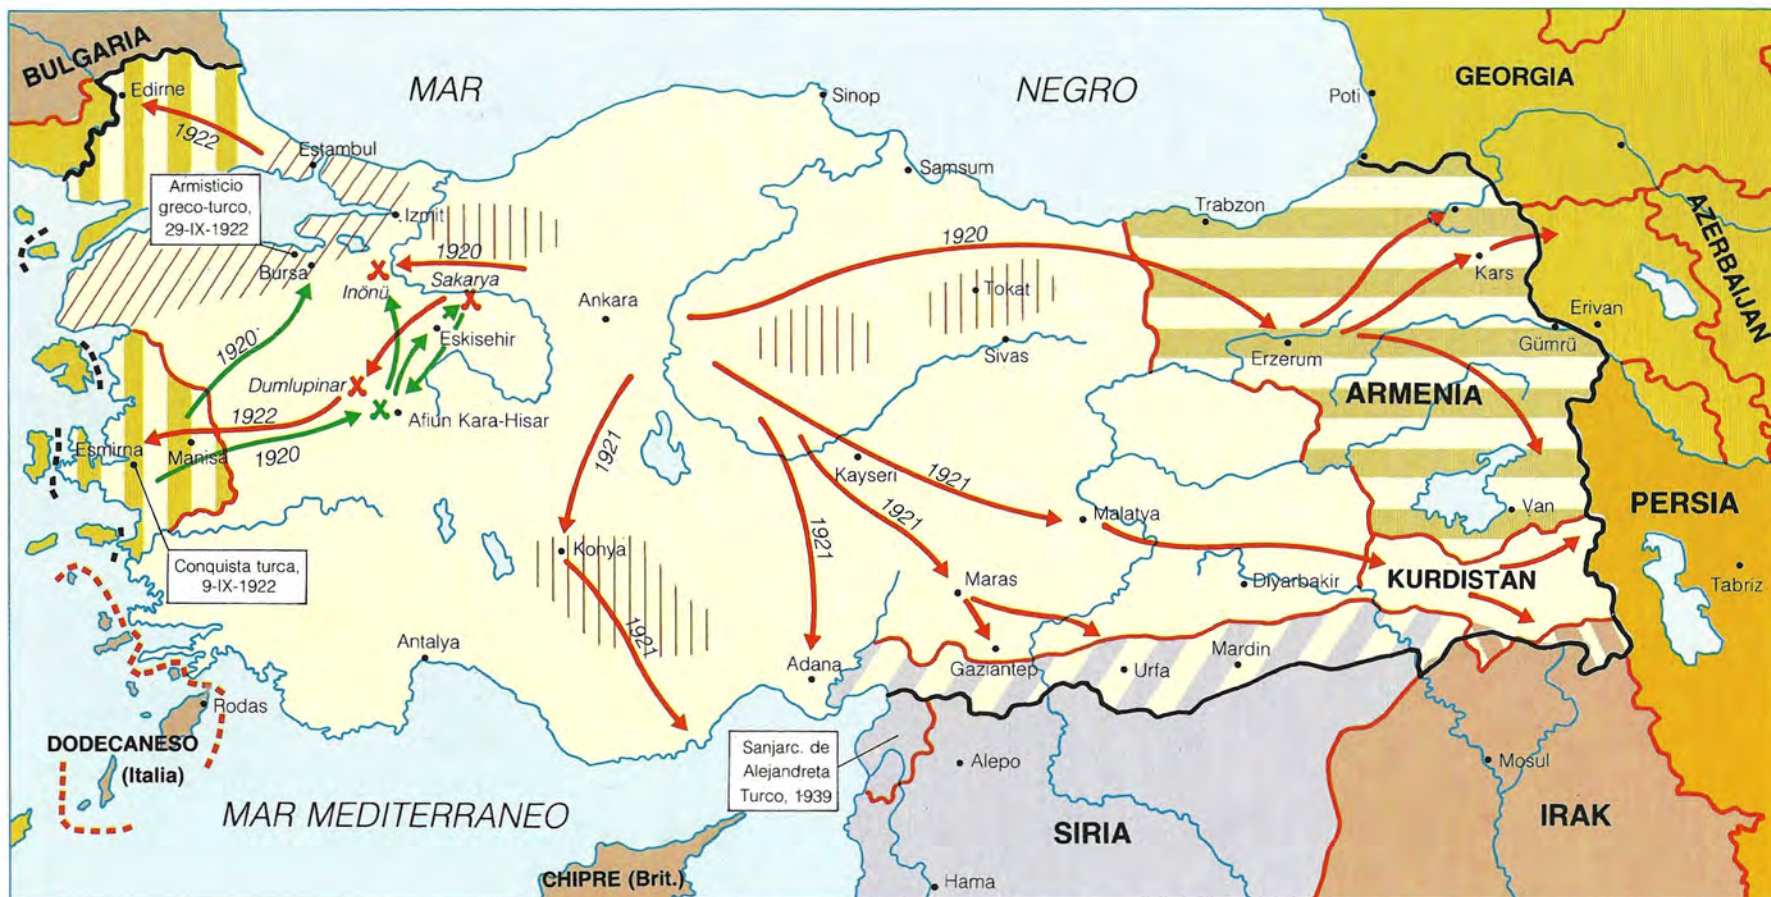 BULGARIA
MAR
NEGRO
GEORGIA
Edirne
Sinop
Poti
1922
Estambul
Samsum
Armisticio
greco-turco,
29-IX-1922
Izmit
Trabzon
AZERBAIJAN
1920
1920
Bursa
Inönü
Sakarya
Kars
Tokat
Ankara
Erivan
Eskisehir
Sivas
Erzerum
Gümrü
1920
Dumlupinar
ARMENIA
1922
Afiun Kara-Hisar
Esmirna
Manisa
1920
1921
Kayseri
1921
PERSIA
1921
1921
Malatya
Van
Konya
Conquista turca,
9-IX-1922
Maras
Diyarbakir
KURDISTAN
Tabriz
Antalya
1921
Adana
Gaziantep
Urfa
Mardin
Rodas
DODECANESO
(Italia)
Sanjarc. de
Alejandreta
Turco, 1939
Alepo
Mosul
MAR MEDITERRANEO
SIRIA
IRAK
CHIPRE (Brit.)
Hama